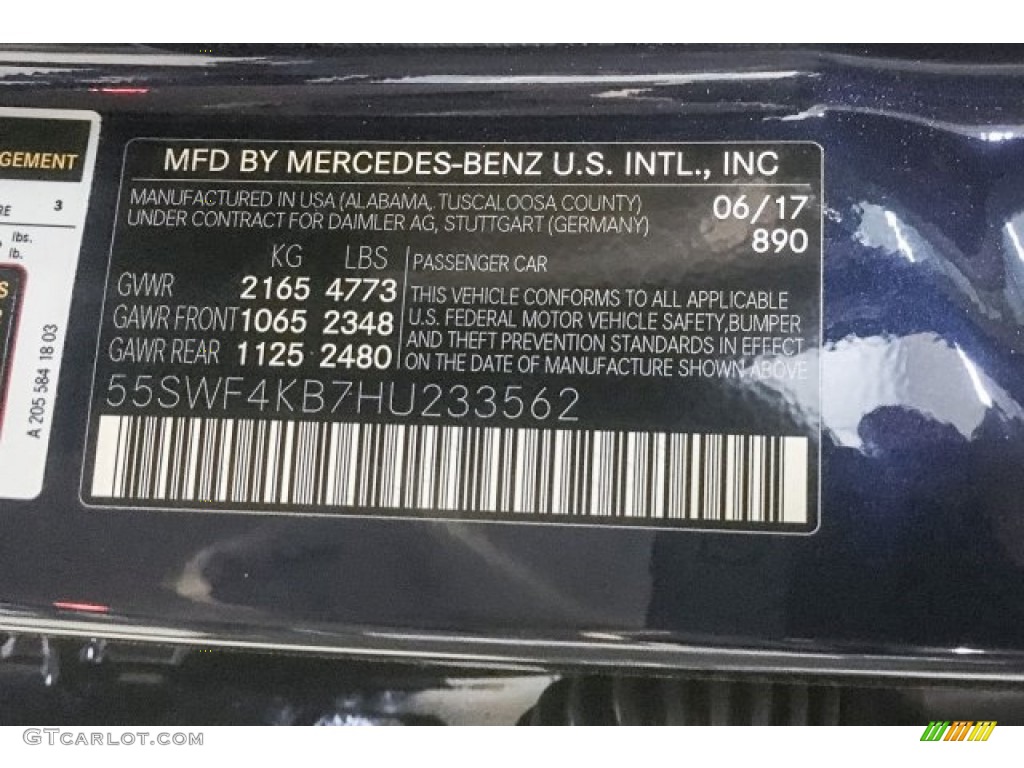 GEMENT
RE 3
lbs.
lb.
S
A 205 584 18 03
MFD BY MERCEDES-BENZ U.S. INTL., INC
MANUFACTURED IN USA (ALABAMA, TUSCALOOSA COUNTY)
UNDER CONTRACT FOR DAIMLER AG, STUTTGART (GERMANY)
06/17
890
KG LBS
GVWR 2165 4773
GAWR FRONT 1065 2348
GAWR REAR 1125 2480
PASSENGER CAR
THIS VEHICLE CONFORMS TO ALL APPLICABLE
U.S. FEDERAL MOTOR VEHICLE SAFETY, BUMPER
AND THEFT PREVENTION STANDARDS IN EFFECT
ON THE DATE OF MANUFACTURE SHOWN ABOVE
55SWF4KB7HU233562
GTCarlot.com